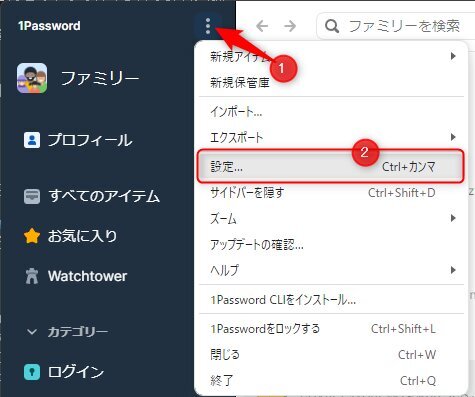 1Password
ファミリーを検索
1
新規アイテム
ファミリー
新規保管庫
インポート...
プロフィール
エクスポート
2
設定... Ctrl+カンマ
すべてのアイテム
サイドバーを隠す Ctrl+Shift+D
お気に入り
ズーム
アップデートの確認...
Watchtower
ヘルプ
1Password CLIをインストール...
カテゴリー
1Passwordをロックする Ctrl+Shift+L
閉じる Ctrl+W
ログイン
終了 Ctrl+Q